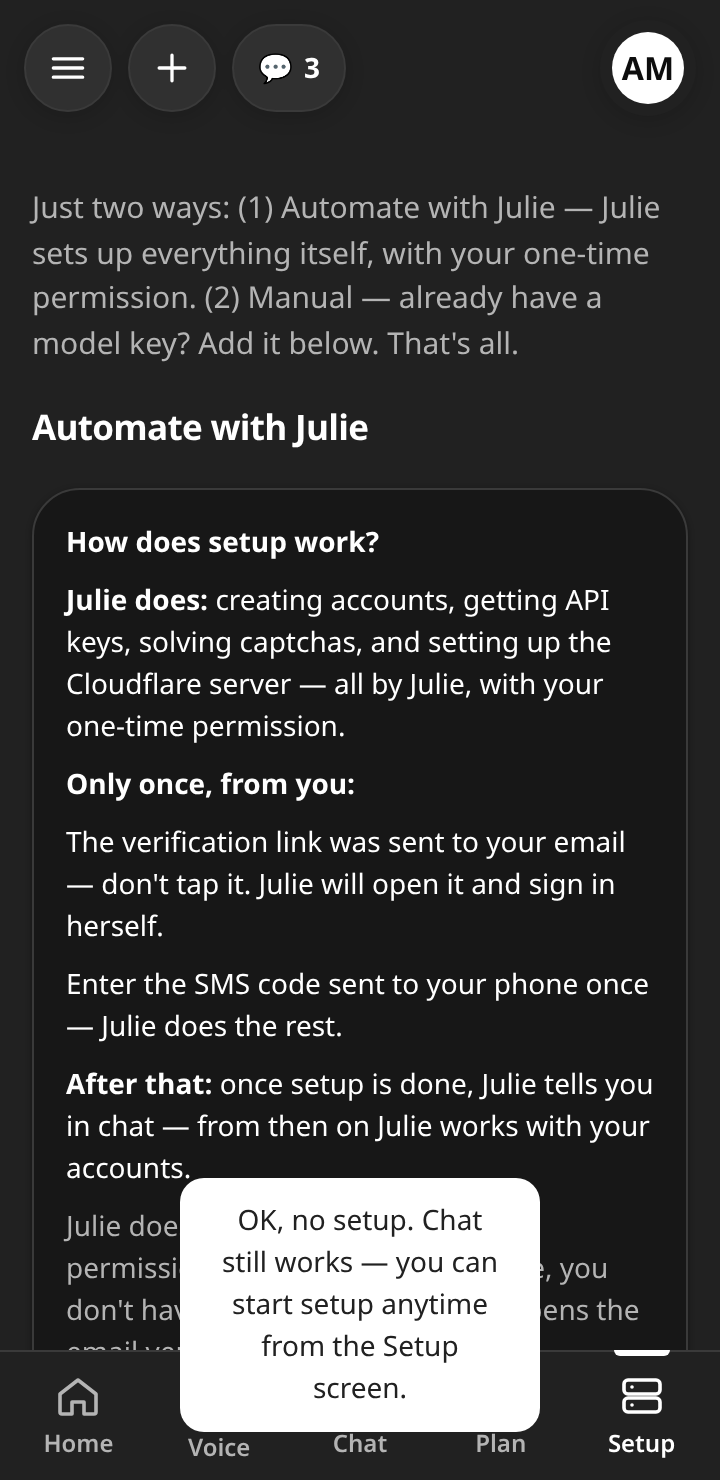 💬 3
AM
Just two ways: (1) Automate with Julie — Julie
sets up everything itself, with your one-time
permission. (2) Manual — already have a
model key? Add it below. That's all.
Automate with Julie
How does setup work?
Julie does: creating accounts, getting API
keys, solving captchas, and setting up the
Cloudflare server — all by Julie, with your
one-time permission.
Only once, from you:
The verification link was sent to your email
— don't tap it. Julie will open it and sign in
herself.
Enter the SMS code sent to your phone once
— Julie does the rest.
After that: once setup is done, Julie tells you
in chat — from then on Julie works with your
accounts.
Julie
you
don't
the
OK, no setup. Chat
still works — you can
start setup anytime
from the Setup
screen.
Home
Voice
Chat
Plan
Setup